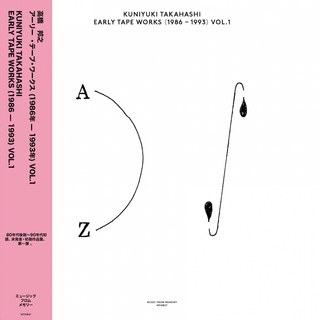 KUNIYUKI TAKAHASHI
EARLY TAPE WORKS (1986 – 1993) VOL.1
高橋 邦之
アーリー・テープ・ワークス (1986年 — 1993年) VOL.1
KUNIYUKI TAKAHASHI
EARLY TAPE WORKS (1986 — 1993) VOL.1
ミュージック
フロム
メモリー
A
Z
MUSIC FROM MEMORY